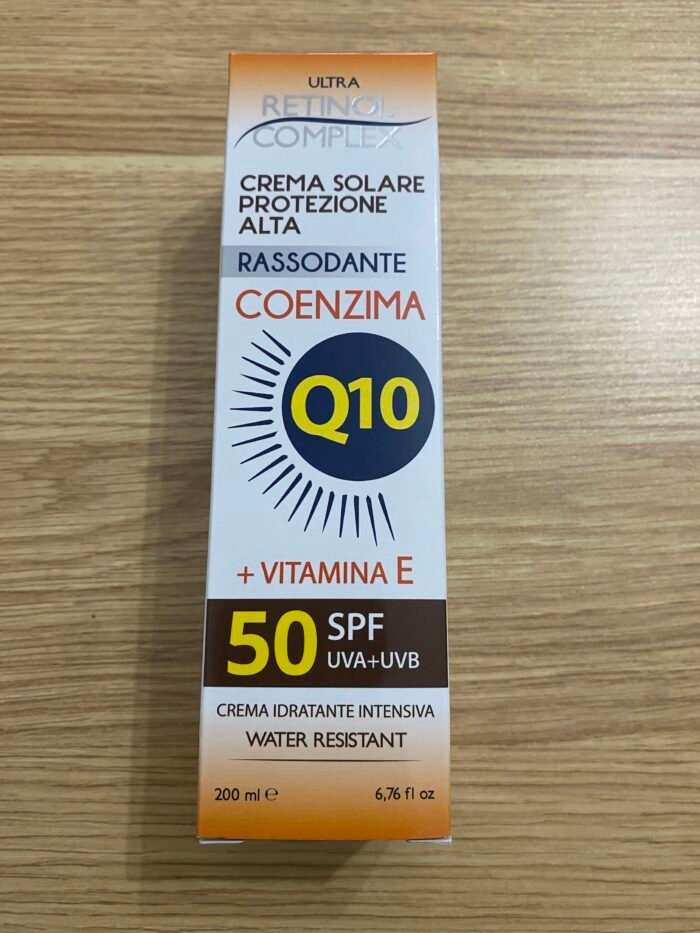 ULTRA
RETINOL
COMPLEX
CREMA SOLARE
PROTEZIONE
ALTA
RASSODANTE
COENZIMA
Q10
+ VITAMINA E
50 SPF
UVA+UVB
CREMA IDRATANTE INTENSIVA
WATER RESISTANT
200 ml ℮ 6,76 fl oz